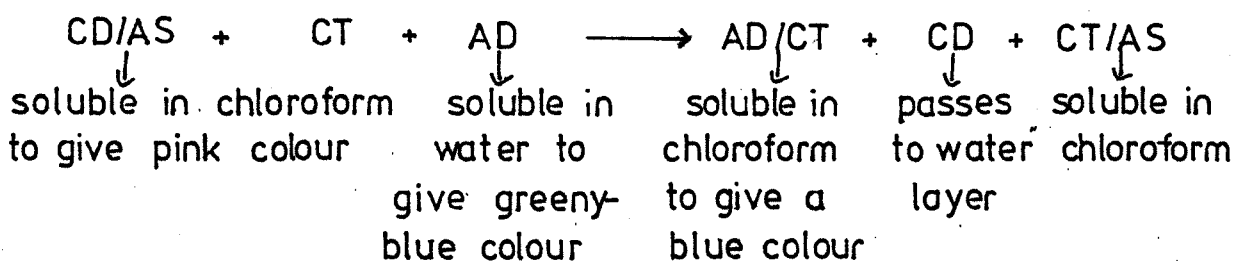 CD/AS + CT + AD ⟶ AD/CT + CD + CT/AS
soluble in chloroform soluble in soluble in passes soluble in
to give pink colour water to chloroform to water chloroform
give greeny- to give a layer
blue colour blue colour